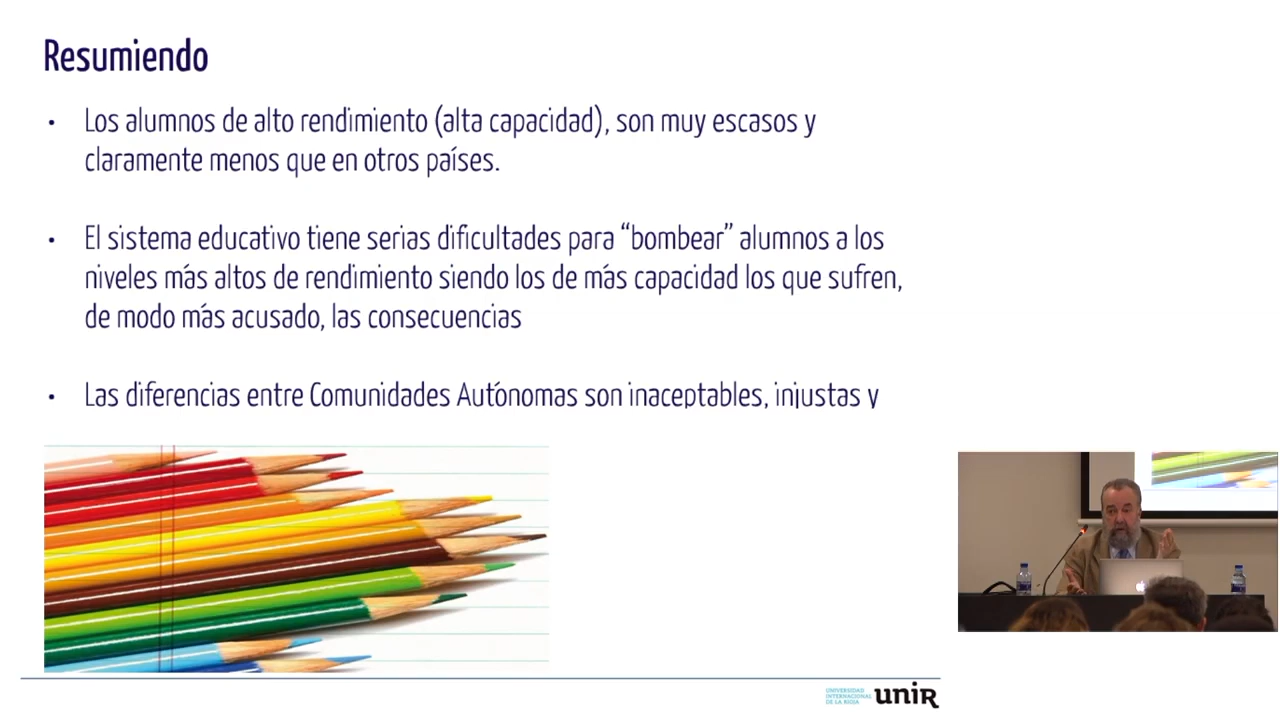 Resumiendo
• Los alumnos de alto rendimiento (alta capacidad), son muy escasos y
claramente menos que en otros países.
• El sistema educativo tiene serias dificultades para “bombear” alumnos a los
niveles más altos de rendimiento siendo los de más capacidad los que sufren,
de modo más acusado, las consecuencias
• Las diferencias entre Comunidades Autónomas son inaceptables, injustas y
UNIVERSIDAD
INTERNACIONAL
DE LA RIOJA
unir